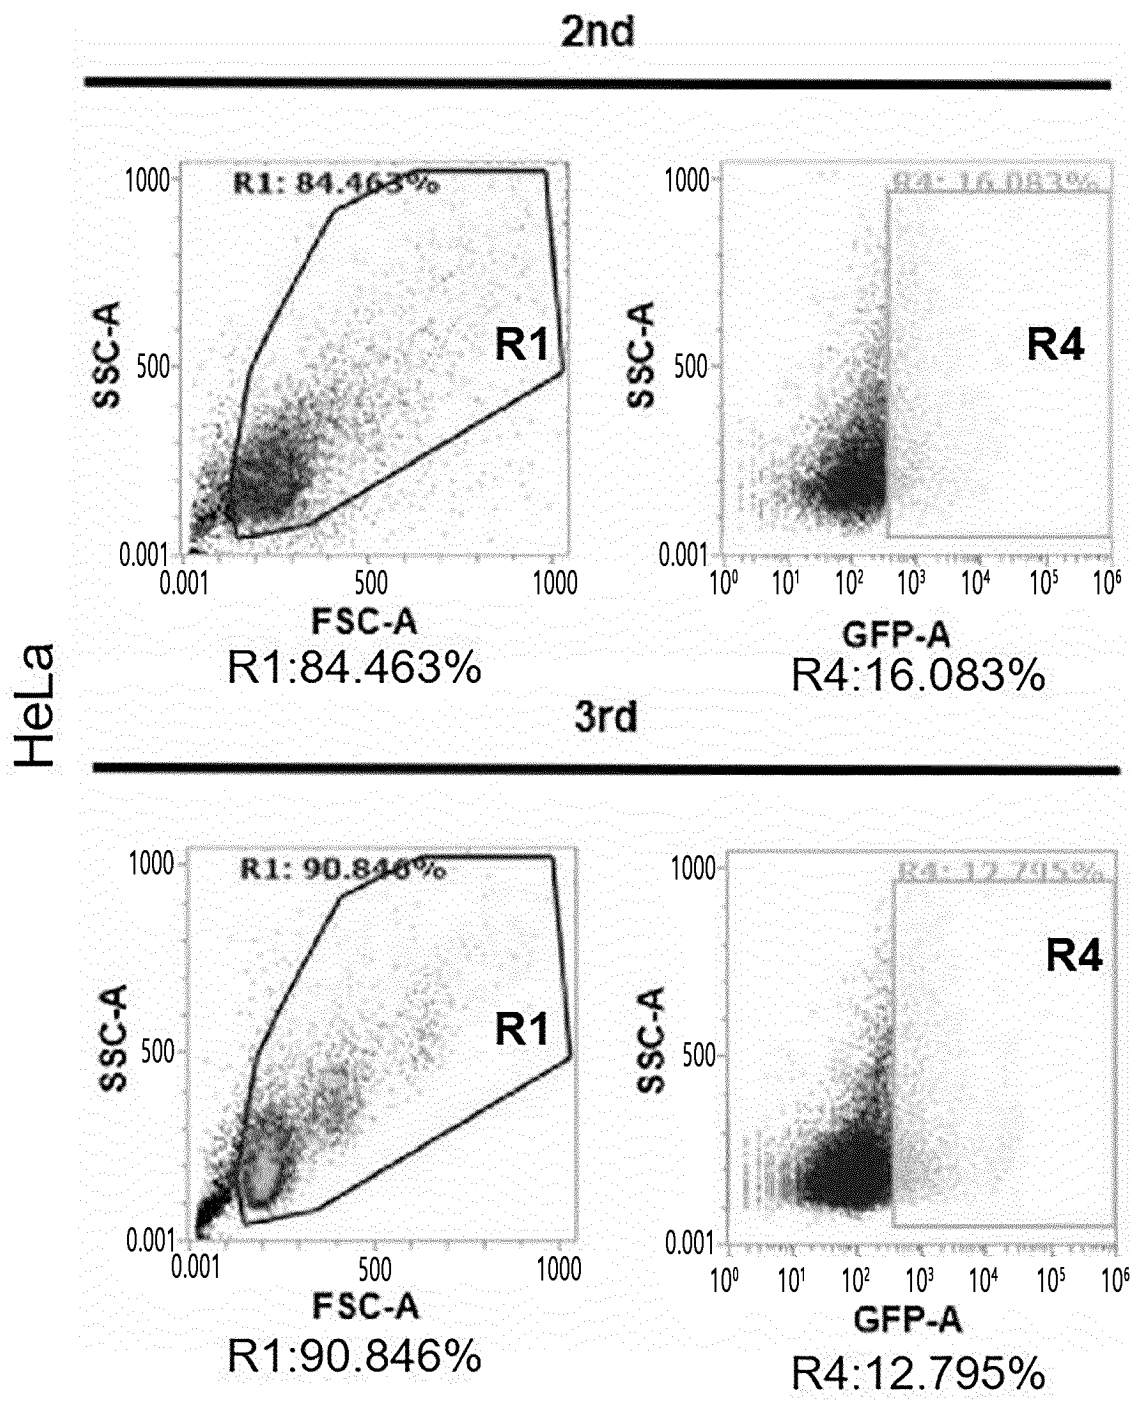 2nd
R1: 84.463%
R4: 16.083%
1000
500
0.001
SSC-A
R1
0.001 500 1000
FSC-A
R1:84.463%
1000
500
0.001
SSC-A
R4
10⁰ 10¹ 10² 10³ 10⁴ 10⁵ 10⁶
GFP-A
R4:16.083%
HeLa
3rd
R1: 90.846%
R4: 12.795%
1000
500
0.001
SSC-A
R1
0.001 500 1000
FSC-A
R1:90.846%
1000
500
0.001
SSC-A
R4
10⁰ 10¹ 10² 10³ 10⁴ 10⁵ 10⁶
GFP-A
R4:12.795%